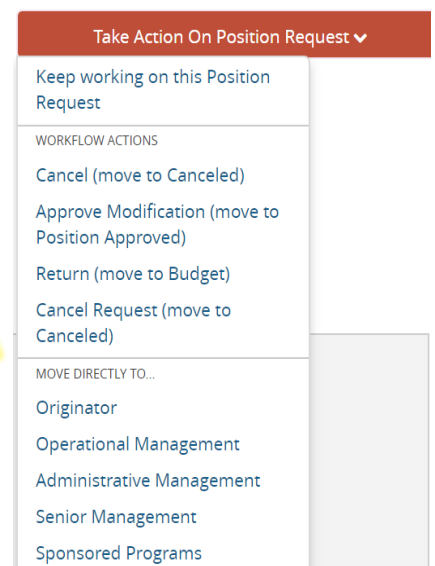 Take Action On Position Request
Keep working on this Position
Request
WORKFLOW ACTIONS
Cancel (move to Canceled)
Approve Modification (move to
Position Approved)
Return (move to Budget)
Cancel Request (move to
Canceled)
MOVE DIRECTLY TO...
Originator
Operational Management
Administrative Management
Senior Management
Sponsored Programs